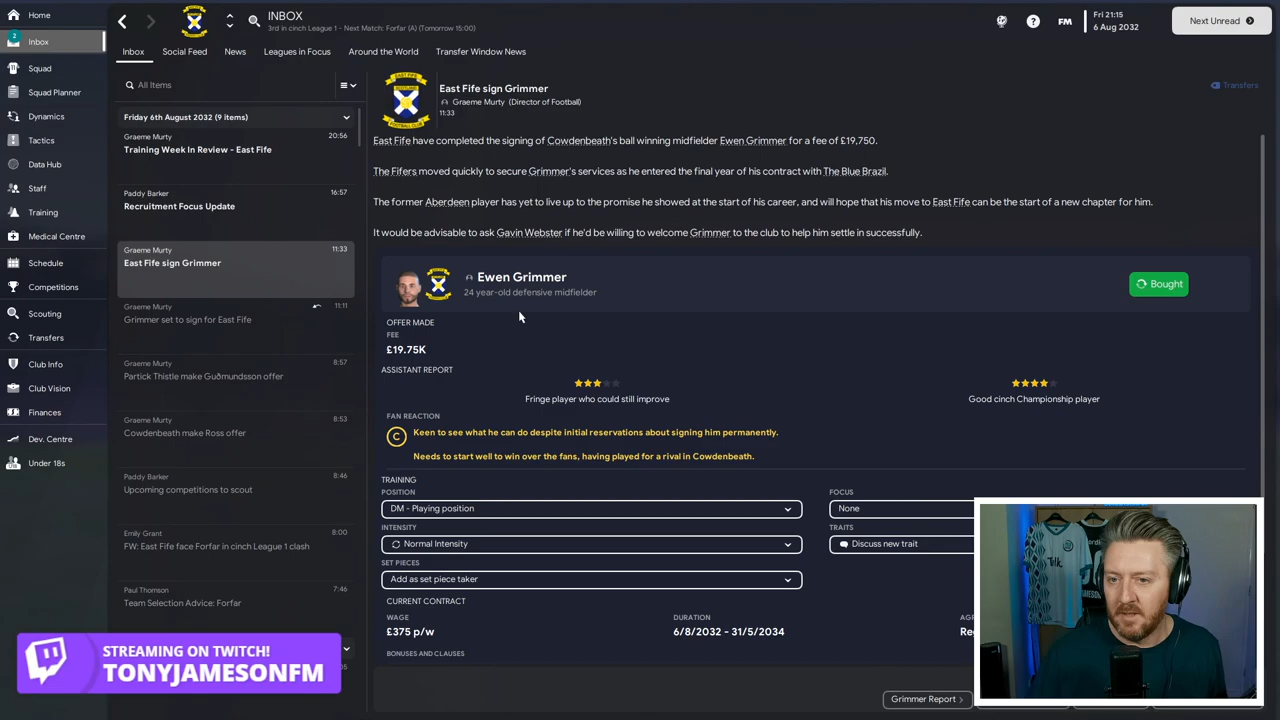 Home
INBOX
3rd in cinch League 1 - Next Match: Forfar (A) (Tomorrow 15:00)
FM
Fri 21:15
6 Aug 2032
Next Unread
2
Inbox
Squad
Squad Planner
Dynamics
Tactics
Data Hub
Staff
Training
Medical Centre
Schedule
Competitions
Scouting
Transfers
Club Info
Club Vision
Finances
Dev. Centre
Under 18s
Inbox
Social Feed
News
Leagues in Focus
Around the World
Transfer Window News
All Items
Friday 6th August 2032 (9 items)
Graeme Murty
20:56
Training Week In Review - East Fife
Paddy Barker
16:57
Recruitment Focus Update
Graeme Murty
11:33
East Fife sign Grimmer
Graeme Murty
11:11
Grimmer set to sign for East Fife
Graeme Murty
8:57
Partick Thistle make Guðmundsson offer
Graeme Murty
8:53
Cowdenbeath make Ross offer
Paddy Barker
8:46
Upcoming competitions to scout
Emily Grant
8:00
FW: East Fife face Forfar in cinch League 1 clash
Paul Thomson
7:46
Team Selection Advice: Forfar
East Fife sign Grimmer
Graeme Murty (Director of Football)
11:33
Transfers
East Fife have completed the signing of Cowdenbeath's ball winning midfielder Ewen Grimmer for a fee of £19,750.
The Fifers moved quickly to secure Grimmer's services as he entered the final year of his contract with The Blue Brazil.
The former Aberdeen player has yet to live up to the promise he showed at the start of his career, and will hope that his move to East Fife can be the start of a new chapter for him.
It would be advisable to ask Gavin Webster if he'd be willing to welcome Grimmer to the club to help him settle in successfully.
Ewen Grimmer
24 year-old defensive midfielder
Bought
OFFER MADE
FEE
£19.75K
ASSISTANT REPORT
Fringe player who could still improve
Good cinch Championship player
FAN REACTION
C
Keen to see what he can do despite initial reservations about signing him permanently.
Needs to start well to win over the fans, having played for a rival in Cowdenbeath.
TRAINING
POSITION
DM - Playing position
FOCUS
None
INTENSITY
Normal Intensity
TRAITS
Discuss new trait
SET PIECES
Add as set piece taker
CURRENT CONTRACT
WAGE
£375 p/w
DURATION
6/8/2032 - 31/5/2034
BONUSES AND CLAUSES
Grimmer Report
STREAMING ON TWITCH!
TONYJAMESONFM